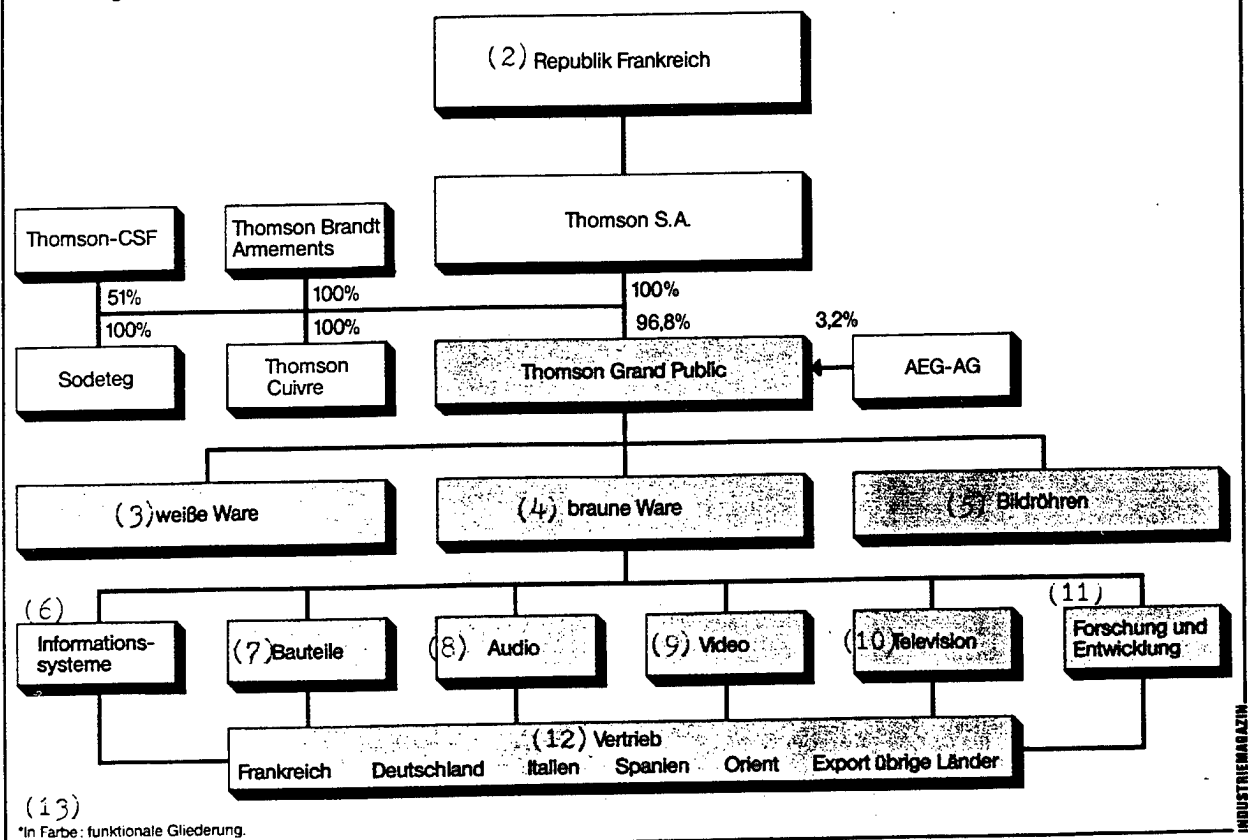 (2) Republik Frankreich
Thomson-CSF
Thomson Brandt
Armements
Thomson S.A.
51%
100%
100%
100%
100%
96,8%
3,2%
Sodeteg
Thomson
Cuivre
Thomson Grand Public
AEG-AG
(3) weiße Ware
(4) braune Ware
(5) Bildröhren
(6)
Informations-
systeme
(7) Bauteile
(8) Audio
(9) Video
(10) Television
(11)
Forschung und
Entwicklung
(12) Vertrieb
Frankreich Deutschland Italien Spanien Orient Export übrige Länder
(13)
*In Farbe: funktionale Gliederung.
INDUSTRIEMAGAZIN